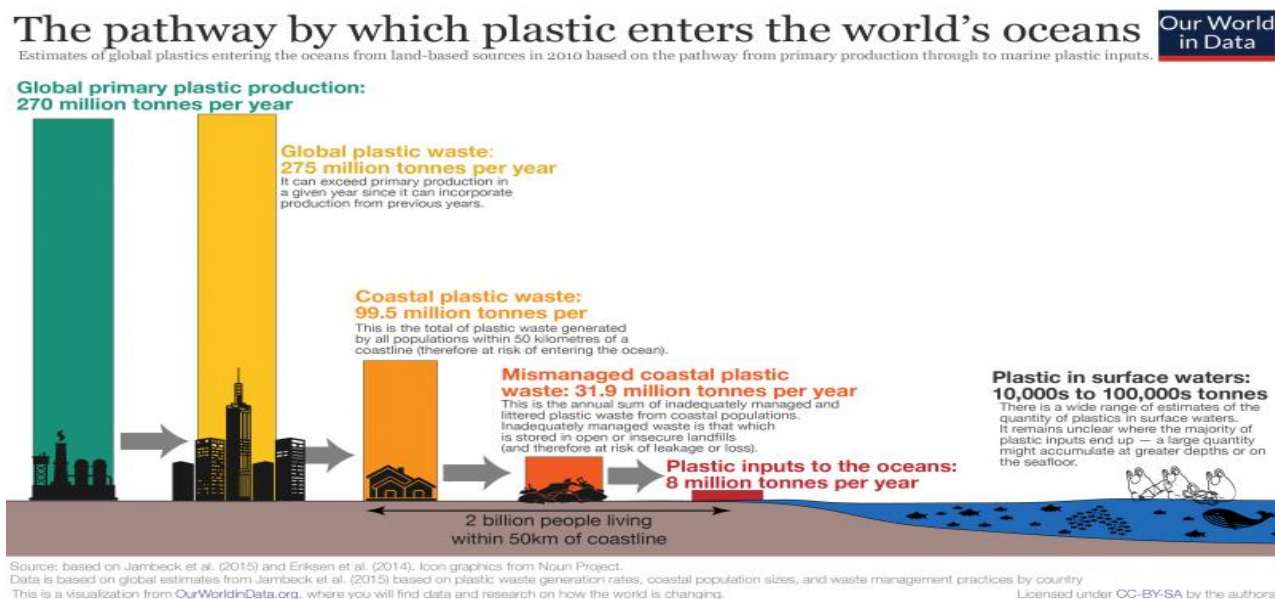 The pathway by which plastic enters the world's oceans
Our World
in Data
Estimates of global plastics entering the oceans from land-based sources in 2010 based on the pathway from primary production through to marine plastic inputs.
Global primary plastic production:
270 million tonnes per year
Global plastic waste:
275 million tonnes per year
It can exceed primary production in
a given year since it can incorporate
production from previous years.
Coastal plastic waste:
99.5 million tonnes per
This is the total of plastic waste generated
by all populations within 50 kilometres of a
coastline (therefore at risk of entering the ocean).
Mismanaged coastal plastic
waste: 31.9 million tonnes per year
This is the annual sum of inadequately managed and
littered plastic waste from coastal populations.
Inadequately managed waste is that which
is stored in open or insecure landfills
(and therefore at risk of leakage or loss).
Plastic inputs to the oceans:
8 million tonnes per year
Plastic in surface waters:
10,000s to 100,000s tonnes
There is a wide range of estimates of the
quantity of plastics in surface waters.
It remains unclear where the majority of
plastic inputs end up — a large quantity
might accumulate at greater depths or on
the seafloor.
2 billion people living
within 50km of coastline
Source: based on Jambeck et al. (2015) and Eriksen et al. (2014). Icon graphics from Noun Project.
Data is based on global estimates from Jambeck et al. (2015) based on plastic waste generation rates, coastal population sizes, and waste management practices by country
This is a visualization from OurWorldinData.org, where you will find data and research on how the world is changing.
Licensed under CC-BY-SA by the authors